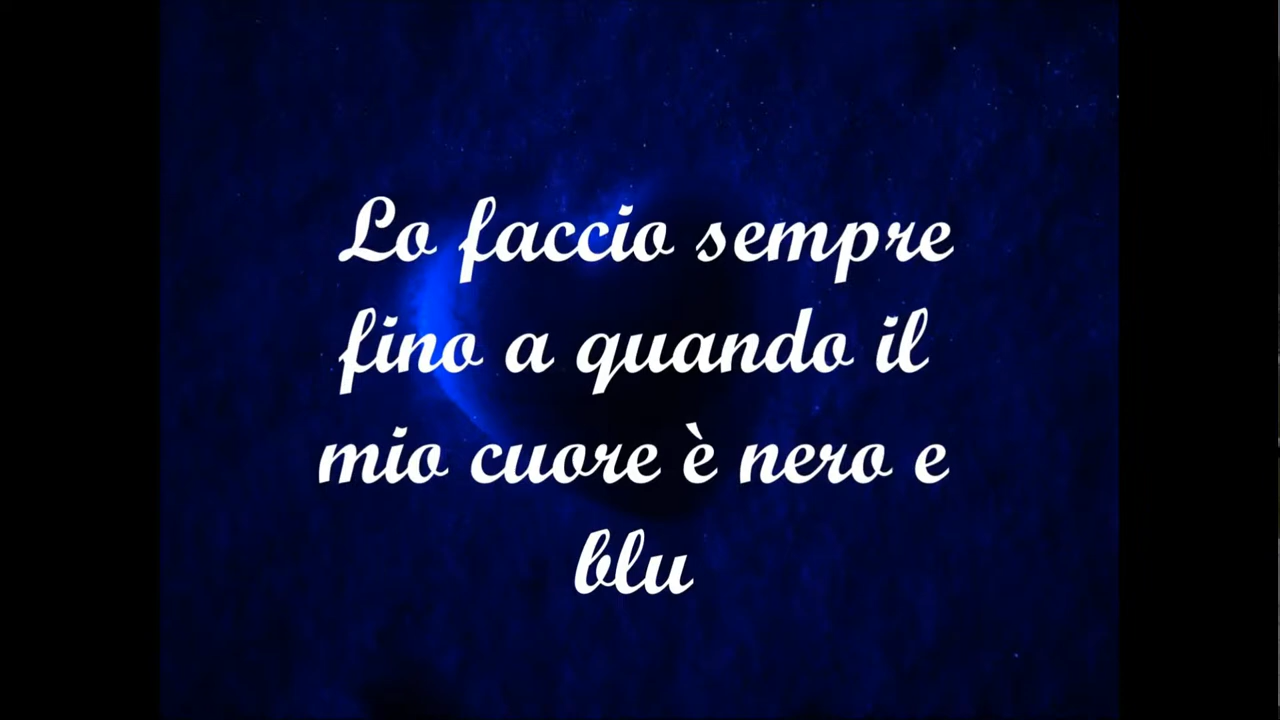 Lo faccio sempre
fino a quando il
mio cuore è nero e
blu